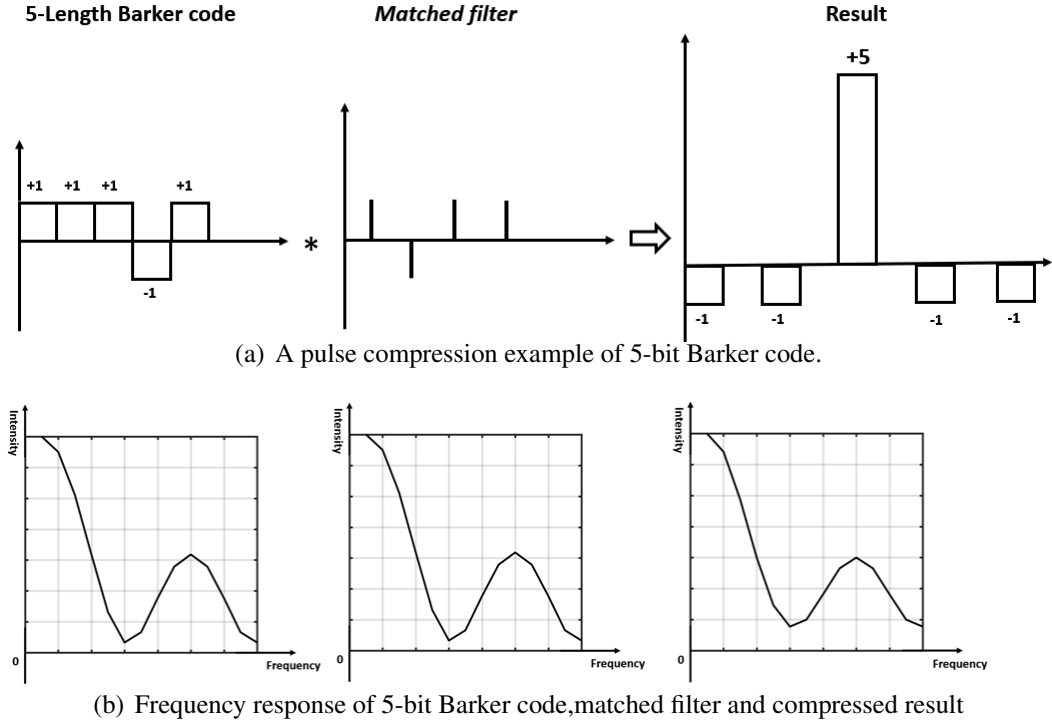 5-Length Barker code
Matched filter
Result
+1
+1
+1
-1
+1
*
+5
-1
-1
-1
-1
(a) A pulse compression example of 5-bit Barker code.
Intensity
0
Frequency
Intensity
0
Frequency
Intensity
0
Frequency
(b) Frequency response of 5-bit Barker code,matched filter and compressed result